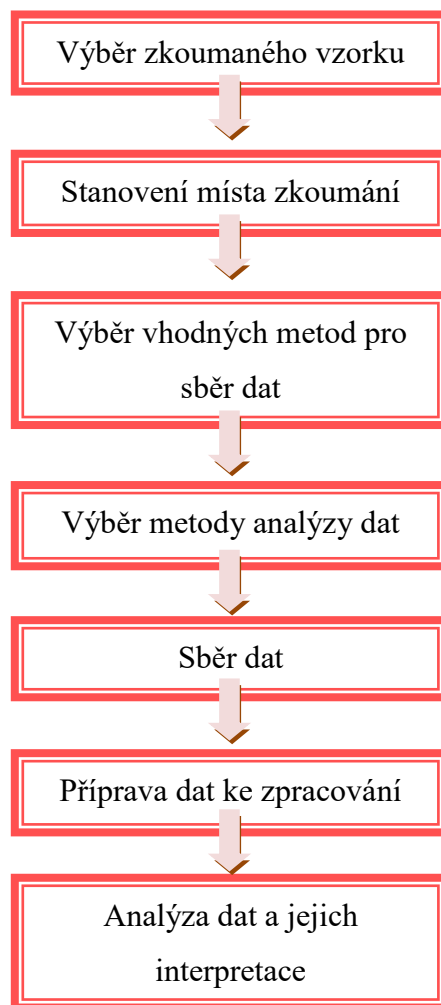 Výběr zkoumaného vzorku
Stanovení místa zkoumání
Výběr vhodných metod pro
sběr dat
Výběr metody analýzy dat
Sběr dat
Příprava dat ke zpracování
Analýza dat a jejich
interpretace